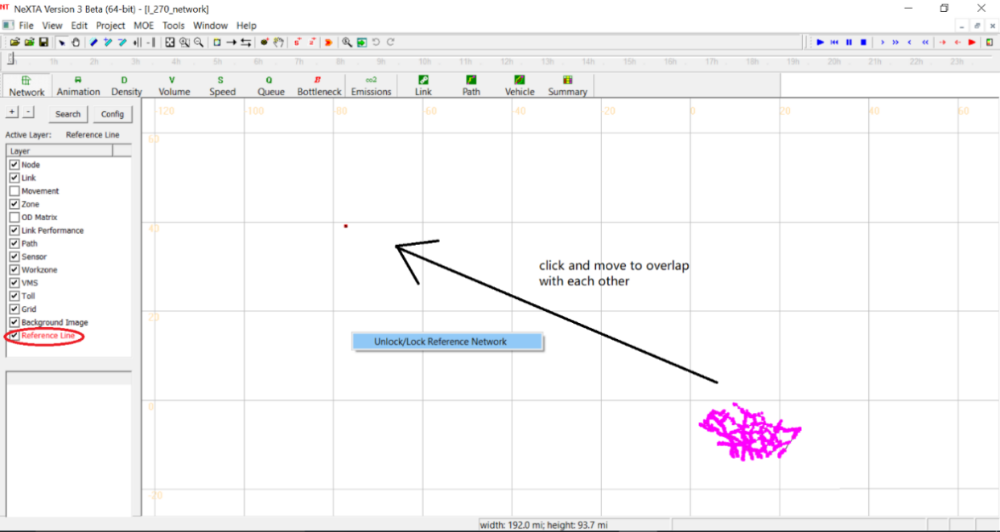 NeXTA Version 3 Beta (64-bit) - [I_270_network]
File View Edit Project MOE Tools Window Help
1h 2h 3h 4h 5h 6h 7h 8h 9h 10h 11h 12h 13h 14h 15h 16h 17h 18h 19h 20h 21h 22h 23h
Network Animation Density Volume Speed Queue Bottleneck Emissions Link Path Vehicle Summary
+ - Search Config
-120 -100 -80 -60 -40 -20 0 20 40 60
Active Layer: Reference Line
60
Layer
Node
Link
Movement
Zone
OD Matrix
40
Link Performance
Path
Sensor
Workzone
click and move to overlap
with each other
VMS
Toll
Grid
20
Background Image
Reference Line
Unlock/Lock Reference Network
0
-20
width: 192.0 mi; height: 93.7 mi